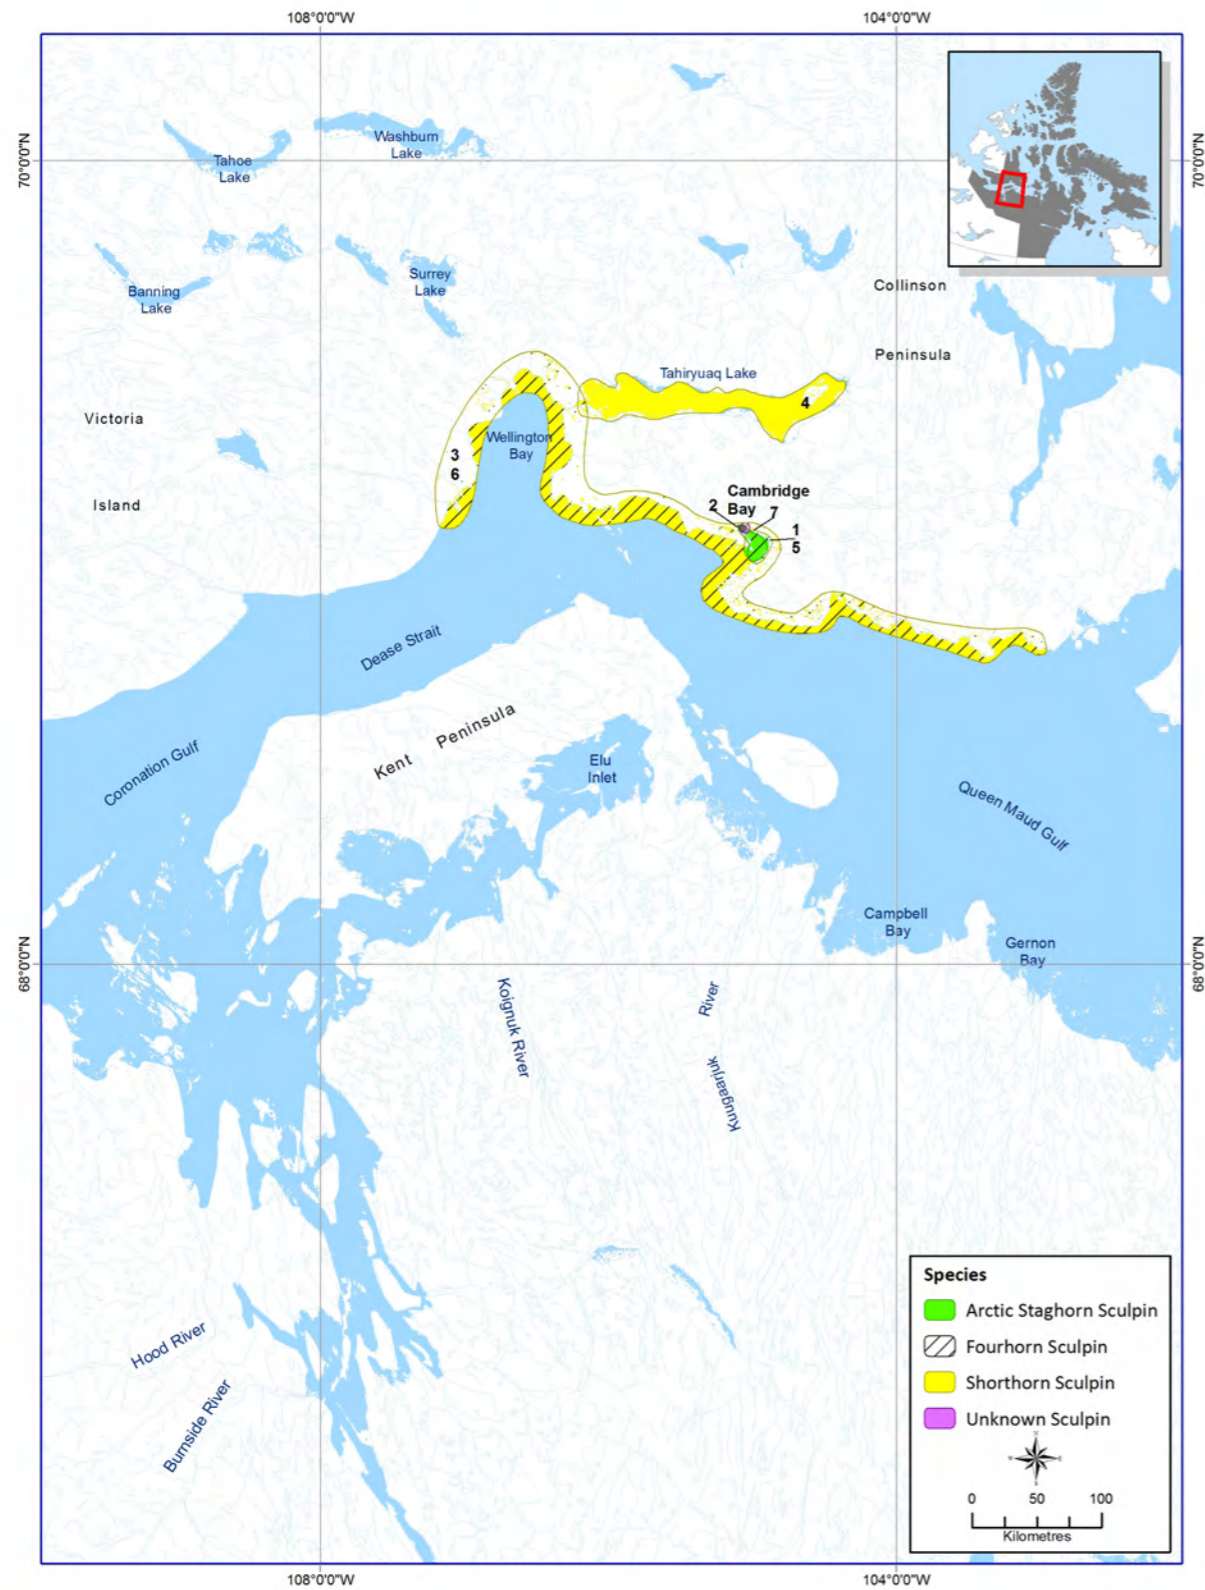 108°0'0"W
104°0'0"W
70°0'0"N
70°0'0"N
Washburn
Lake
Tahoe
Lake
Surrey
Lake
Banning
Lake
Collinson
Peninsula
Tahiryuaq Lake
4
Victoria
Island
Wellington
Bay
3
6
Cambridge
Bay
2
7
1
5
Dease Strait
Kent Peninsula
Coronation Gulf
Elu
Inlet
Queen Maud Gulf
Campbell
Bay
Gernon
Bay
68°0'0"N
68°0'0"N
Koignuk River
River
Kuugaarjuk
Hood River
Burnside River
Species
Arctic Staghorn Sculpin
Fourhorn Sculpin
Shorthorn Sculpin
Unknown Sculpin
N
W
E
S
0 50 100
Kilometres
108°0'0"W
104°0'0"W